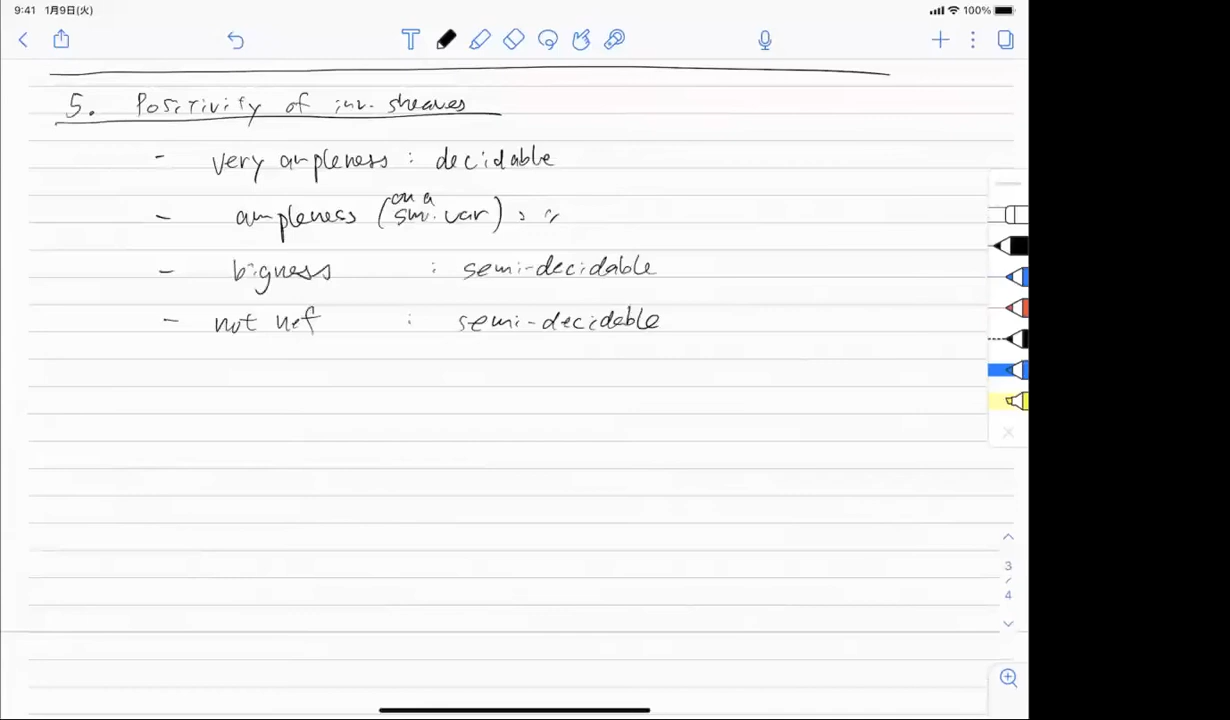 9:41 1月9日(火)
100%
5. Positivity of inv. sheaves
- very ampleness : decidable
- ampleness (on a sm. var) : 〃
- bigness : semi-decidable
- not nef : semi-decidable
3
/
4